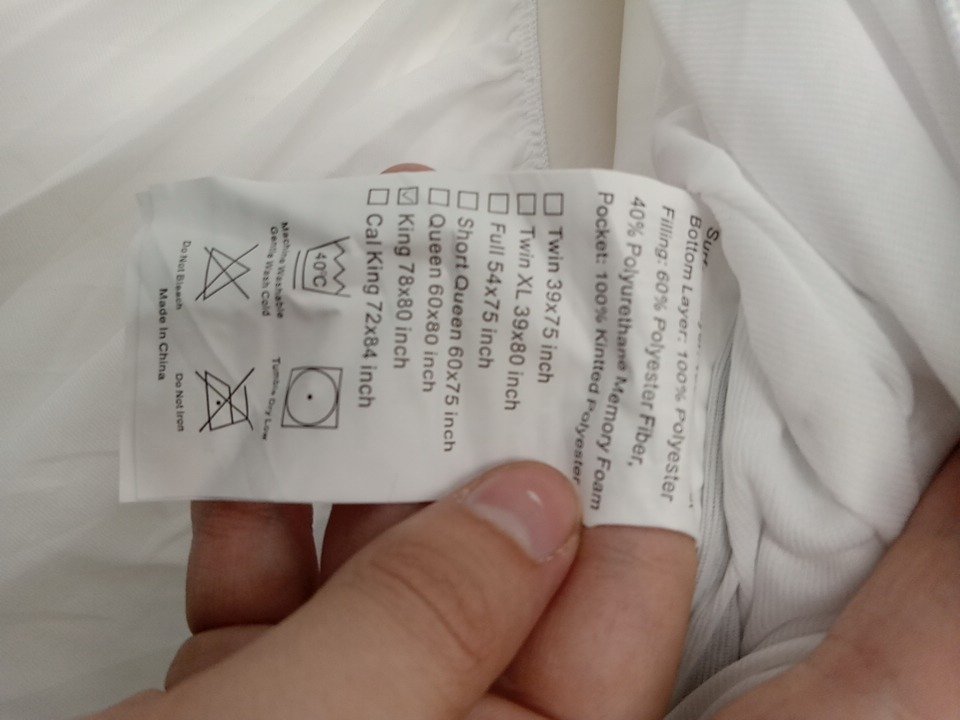 Bottom Layer: 100% Polyester
Filling: 60% Polyester Fiber,
40% Polyurethane Memory Foam
Pocket: 100% Kintted Polyester
Twin 39x75 inch
Twin XL 39x80 inch
Full 54x75 inch
Short Queen 60x75 inch
Queen 60x80 inch
King 78x80 inch
Cal King 72x84 inch
40°C
Machine Washable
Gentle Wash Cold
Tumble Dry Low
Do Not Bleach
Do Not Iron
Made In China